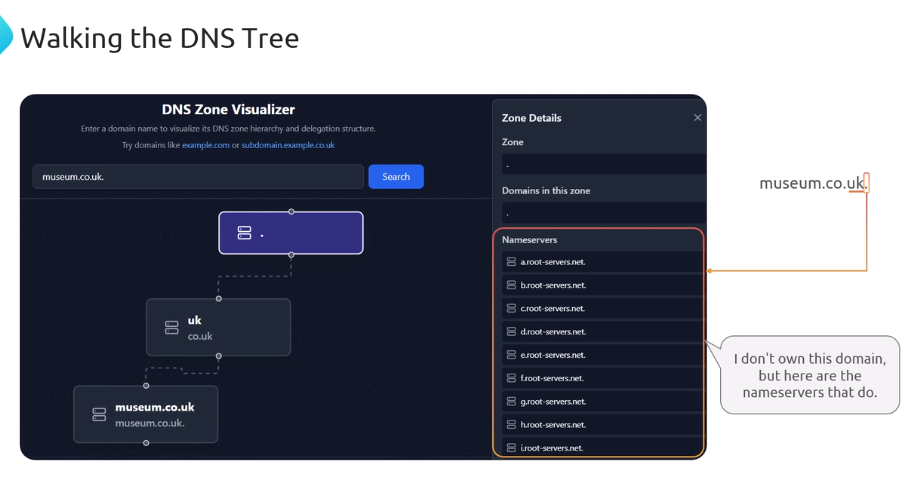 Walking the DNS Tree
DNS Zone Visualizer
Enter a domain name to visualize its DNS zone hierarchy and delegation structure.
Try domains like example.com or subdomain.example.co.uk
museum.co.uk.
Search
.
uk
co.uk
museum.co.uk
museum.co.uk.
Zone Details
×
Zone
.
Domains in this zone
.
Nameservers
a.root-servers.net.
b.root-servers.net.
c.root-servers.net.
d.root-servers.net.
e.root-servers.net.
f.root-servers.net.
g.root-servers.net.
h.root-servers.net.
i.root-servers.net.
museum.co.uk.
I don't own this domain,
but here are the
nameservers that do.